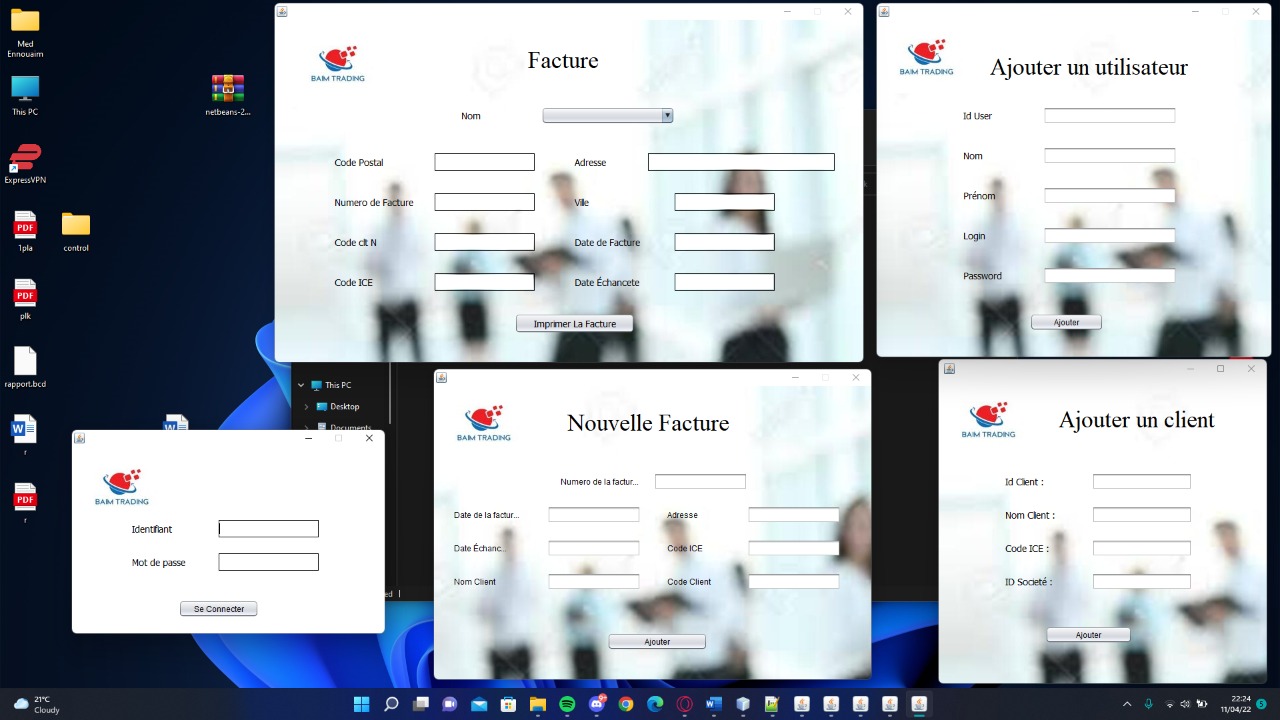 Med
Ennouaim
This PC
netbeans-2...
ExpressVPN
1pla
control
plk
rapport.bcd
r
r
BAIM TRADING
Facture
Nom
Code Postal
Adresse
Numero de Facture
Vile
Code clt N
Date de Facture
Code ICE
Date Échancete
Imprimer La Facture
BAIM TRADING
Ajouter un utilisateur
Id User
Nom
Prénom
Login
Password
Ajouter
This PC
Desktop
Documents
BAIM TRADING
Identifiant
Mot de passe
Se Connecter
BAIM TRADING
Nouvelle Facture
Numero de la factur...
Date de la factur...
Adresse
Date Échanc...
Code ICE
Nom Client
Code Client
Ajouter
BAIM TRADING
Ajouter un client
Id Client :
Nom Client :
Code ICE :
ID Societé :
Ajouter
21°C
Cloudy
22:24
11/04/22
5